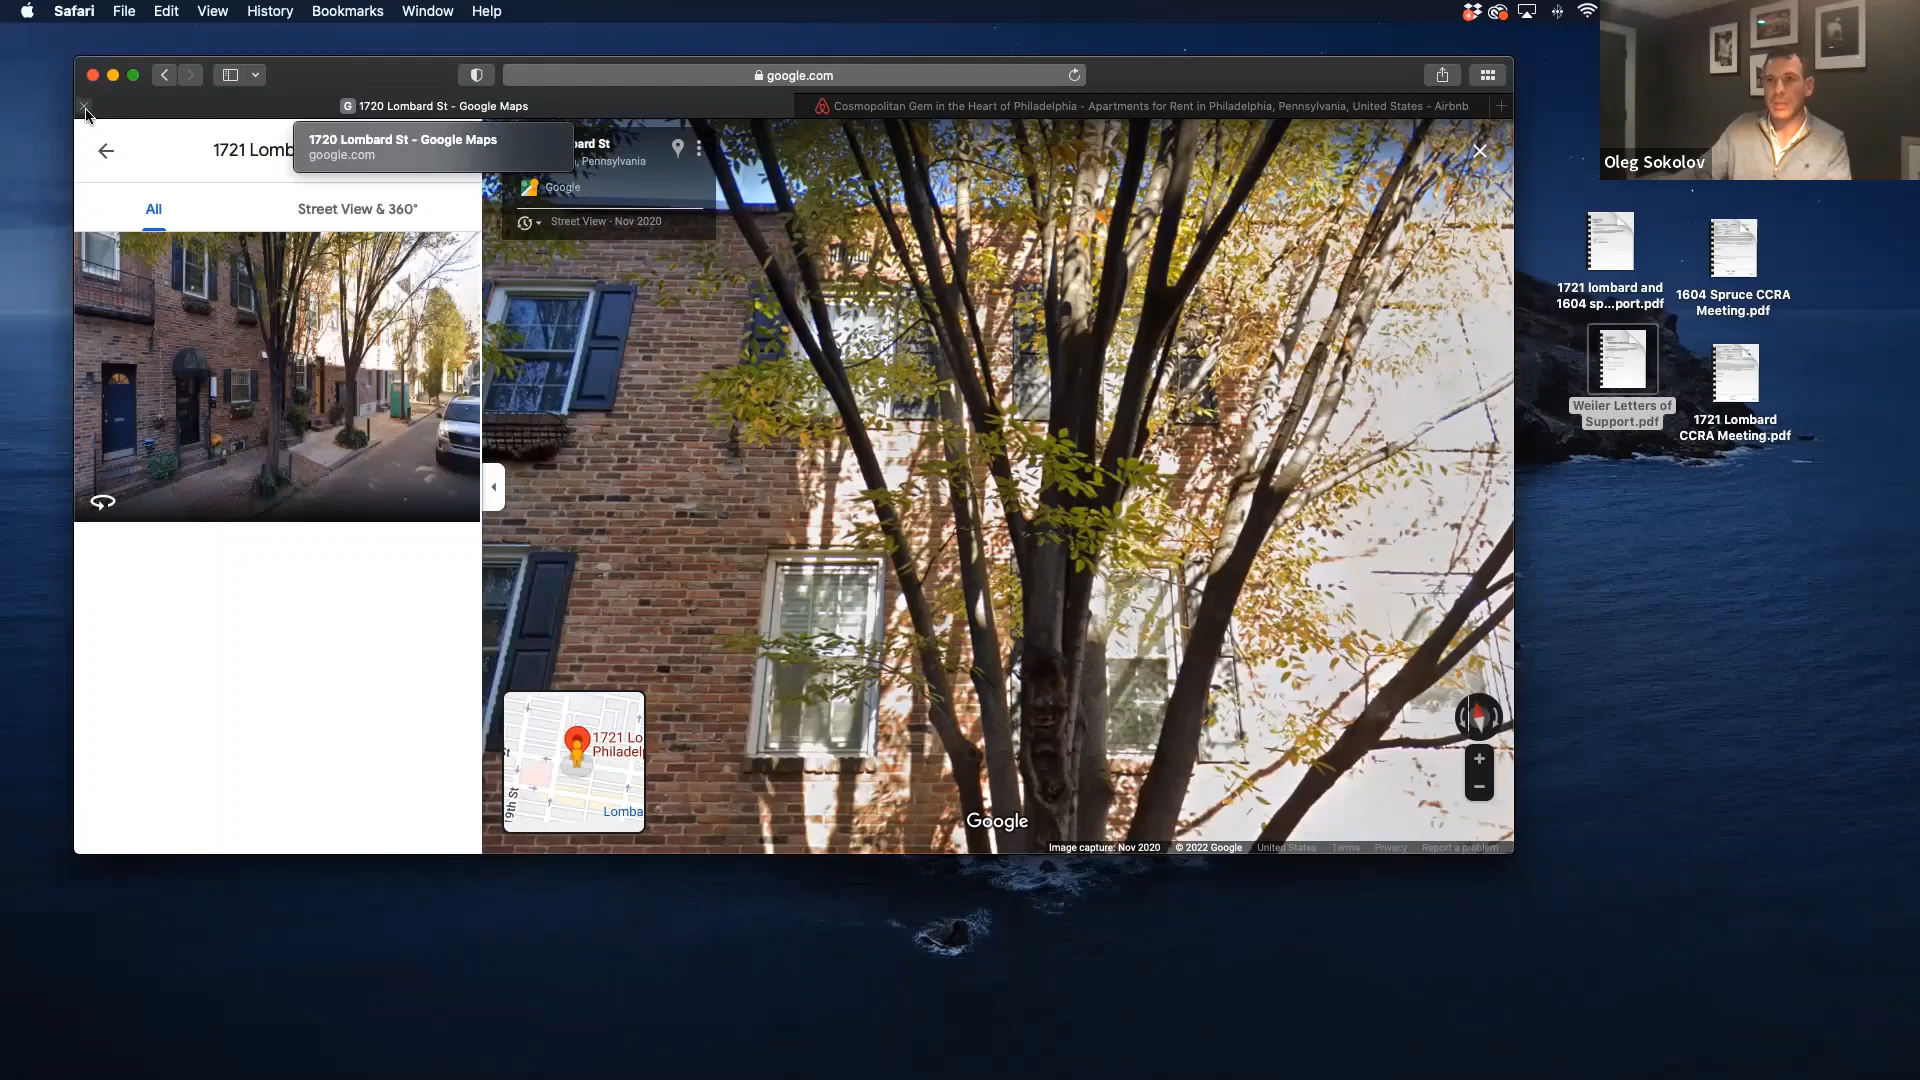 Safari File Edit View History Bookmarks Window Help
google.com
1720 Lombard St - Google Maps
Cosmopolitan Gem in the Heart of Philadelphia - Apartments for Rent in Philadelphia, Pennsylvania, United States - Airbnb
1721 Lomb
1720 Lombard St - Google Maps
google.com
bard St
, Pennsylvania
Google
Street View - Nov 2020
All
Street View & 360°
Oleg Sokolov
1721 lombard and
1604 sp...port.pdf
1604 Spruce CCRA
Meeting.pdf
Weiler Letters of
Support.pdf
1721 Lombard
CCRA Meeting.pdf
1721 Lo
Philadel
Lomba
Google
Image capture: Nov 2020 © 2022 Google United States Terms Privacy Report a problem